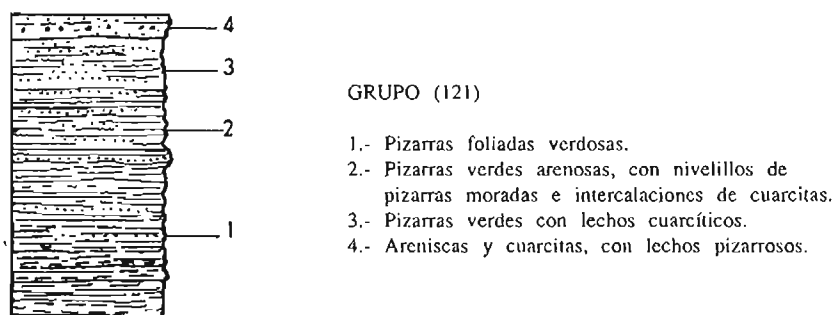 4
3
2
1
GRUPO (121)
1.- Pizarras foliadas verdosas.
2.- Pizarras verdes arenosas, con nivelillos de
pizarras moradas e intercalaciones de cuarcitas.
3.- Pizarras verdes con lechos cuarcíticos.
4.- Areniscas y cuarcitas, con lechos pizarrosos.